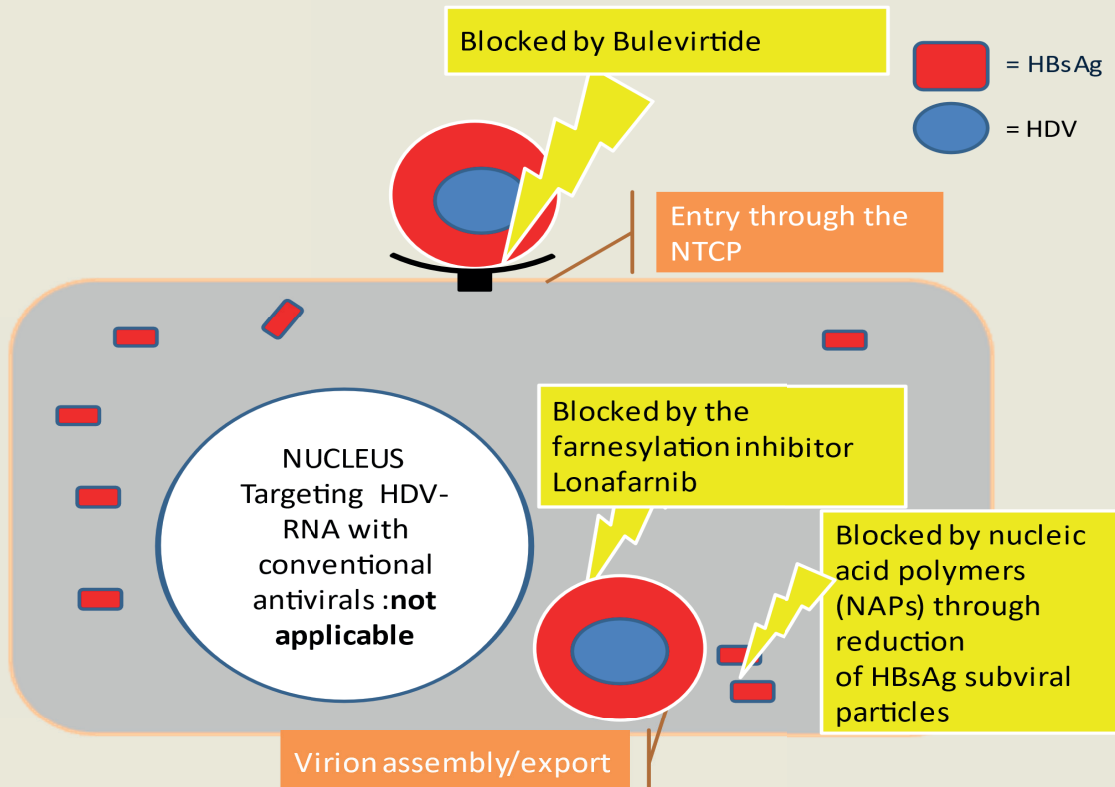 Blocked by Bulevirtide
= HBsAg
= HDV
Entry through the
NTCP
NUCLEUS
Targeting HDV-
RNA with
conventional
antivirals :not
applicable
Blocked by the
farnesylation inhibitor
Lonafarnib
Blocked by nucleic
acid polymers
(NAPs) through
reduction
of HBsAg subviral
particles
Virion assembly/export